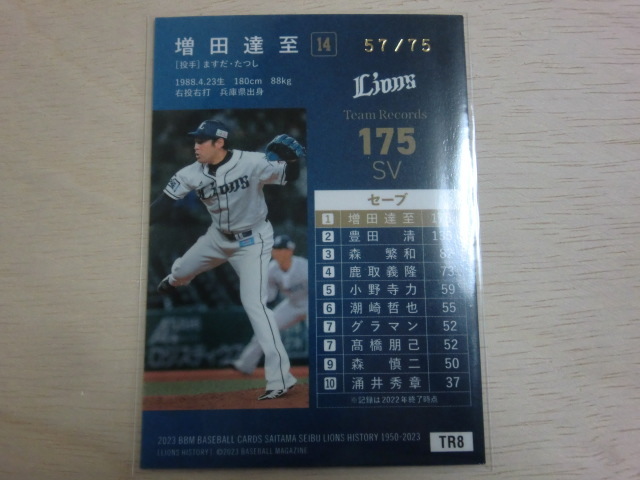 増田達至 14 57/75
[投手] ますだ・たつし
1988.4.23生 180cm 88kg
右投右打 兵庫県出身
Lions
Team Records
175
SV
セーブ
1 増田達至
2 豊田 清
3 森 繁和
4 鹿取義隆 73
5 小野寺力 59
6 潮崎哲也 55
7 グラマン 52
7 髙橋朋己 52
9 森 慎二 50
10 涌井秀章 37
※記録は2022年終了時点
Lions
2023 BBM BASEBALL CARDS SAITAMA SEIBU LIONS HISTORY 1950-2023
[LIONS HISTORY] ©2023 BASEBALL MAGAZINE
TR8